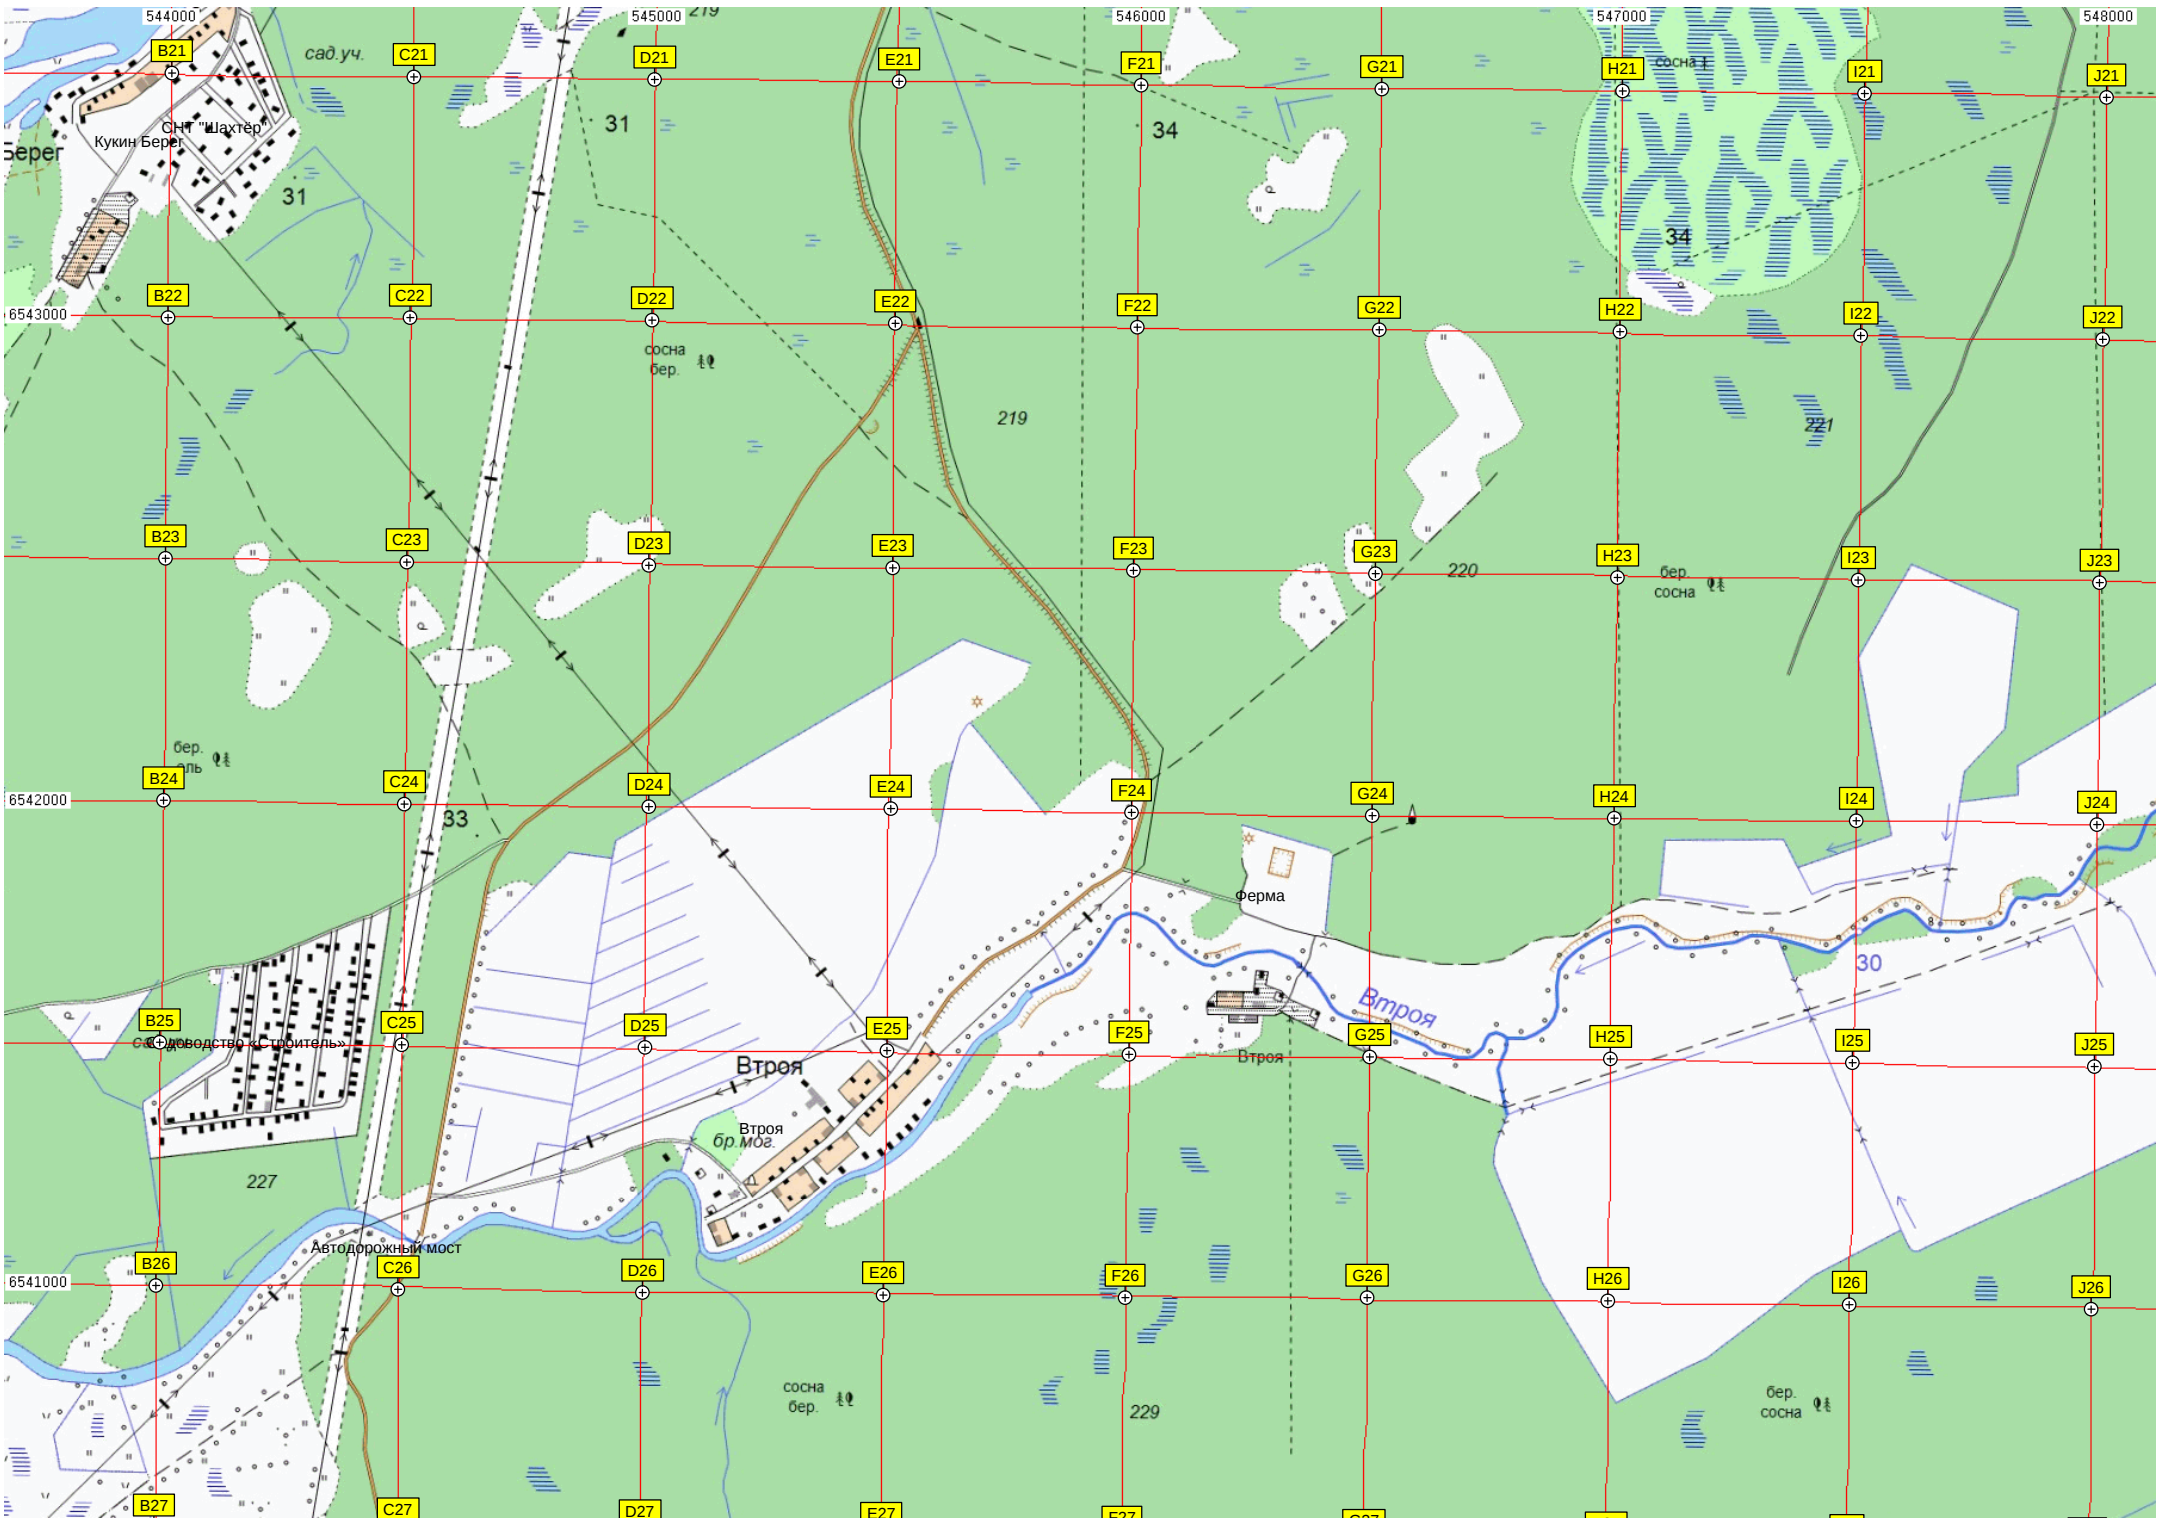 544000 545000 546000 547000 548000
219
B21 C21 D21 E21 F21 G21 H21 I21 J21
сад.уч.
сосна
СНТ "Шахтёр"
Кукин Берег
Берег
31
31
34
34
B22 C22 D22 E22 F22 G22 H22 I22 J22
6543000
сосна
бер.
219
221
B23 C23 D23 E23 F23 G23 H23 I23 J23
220
бер.
сосна
бер.
ель
B24 C24 D24 E24 F24 G24 H24 I24 J24
6542000
33
Ферма
30
Втроя
B25 C25 D25 E25 F25 G25 H25 I25 J25
Садоводство «Строитель»
Втроя
Втроя
Втроя
бр.мог.
227
Автодорожный мост
B26 C26 D26 E26 F26 G26 H26 I26 J26
6541000
сосна
бер.
229
бер.
сосна
B27 C27 D27 E27 F27